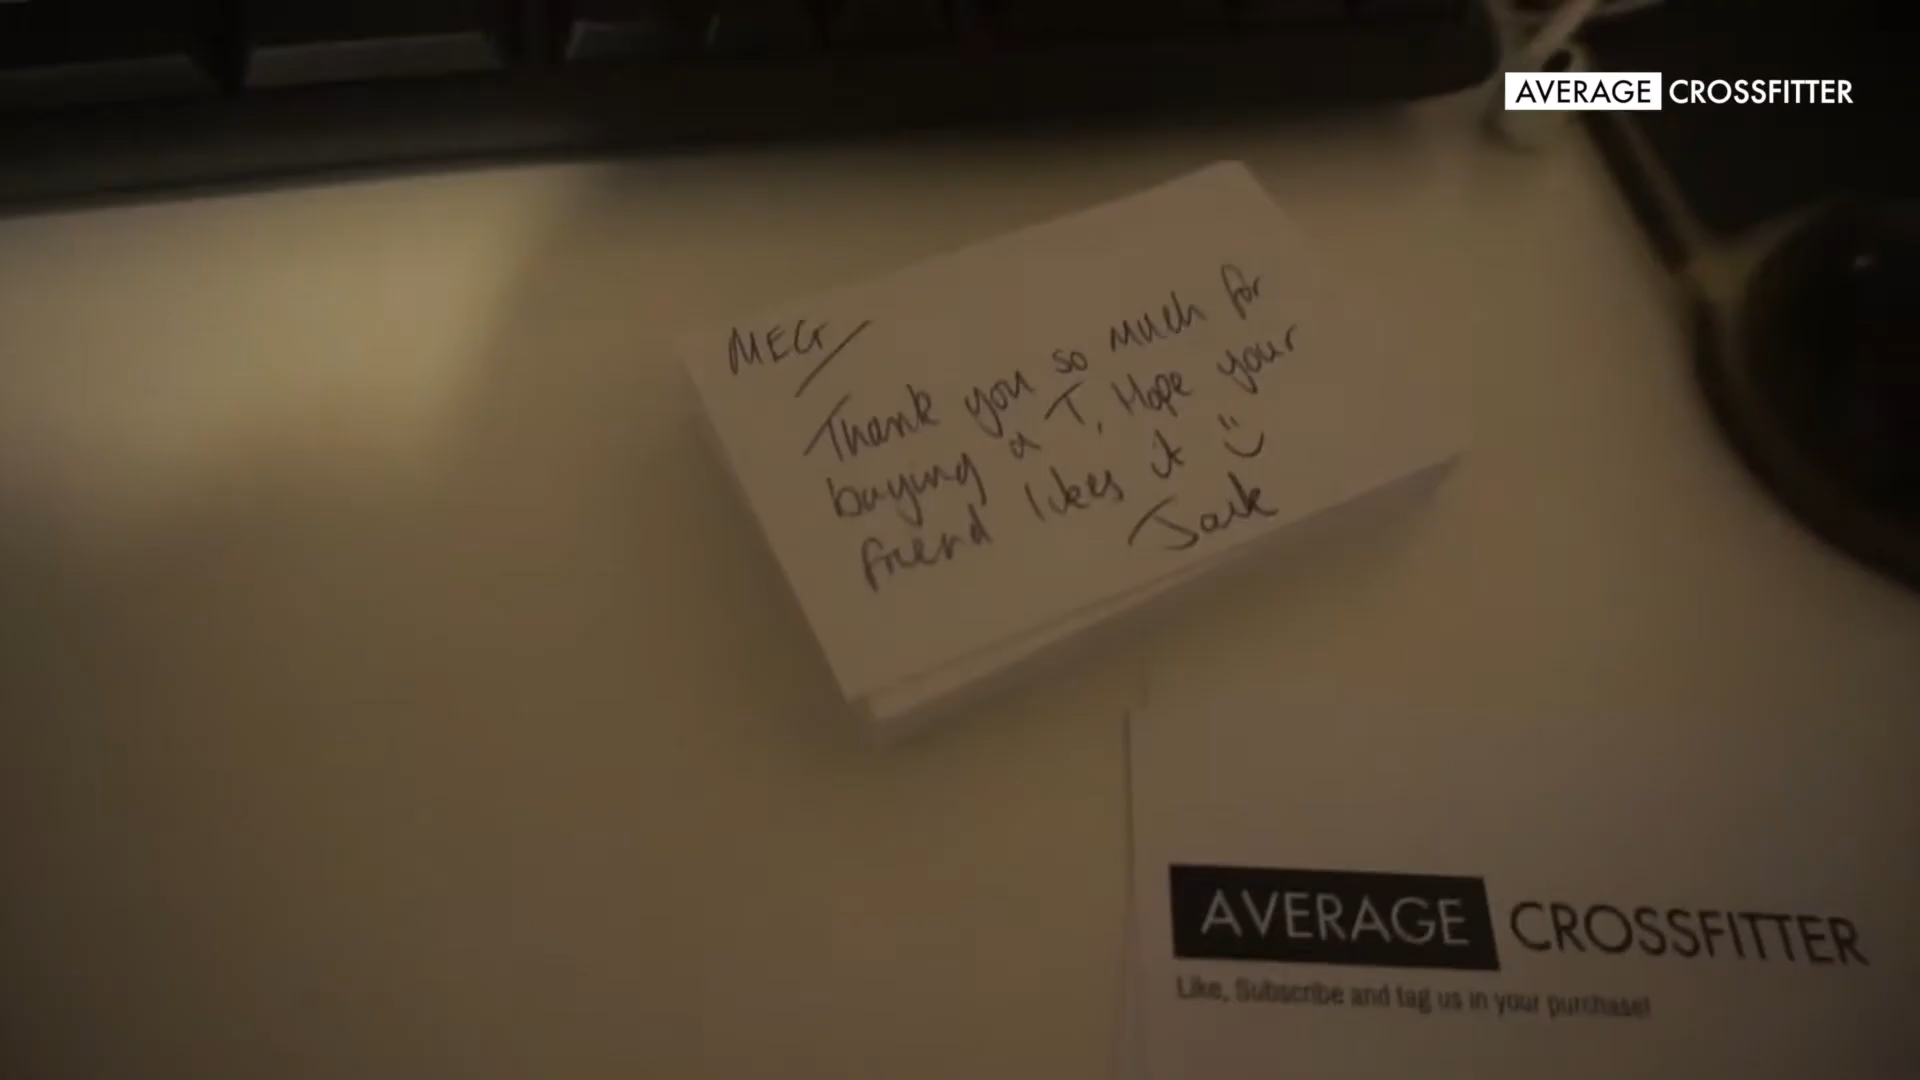 AVERAGE CROSSFITTER
MEG
Thank you so much for
buying a T, Hope your
friend likes it
Jack
AVERAGE CROSSFITTER
Like, Subscribe and tag us in your purchase!